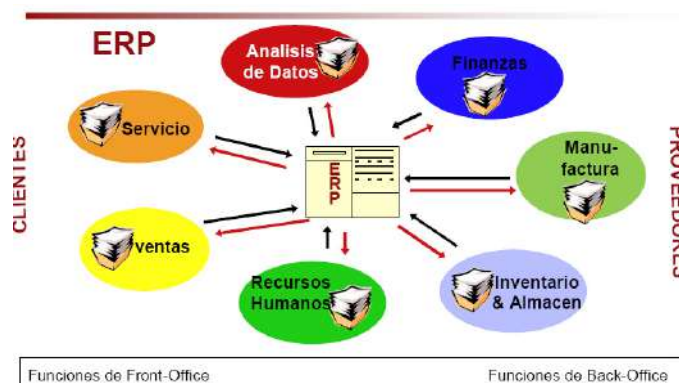 ERP
Analisis
de Datos
Finanzas
Servicio
Manu-
factura
CLIENTES
ERP
PROVEEDORES
ventas
Recursos
Humanos
Inventario
& Almacen
Funciones de Front-Office
Funciones de Back-Office